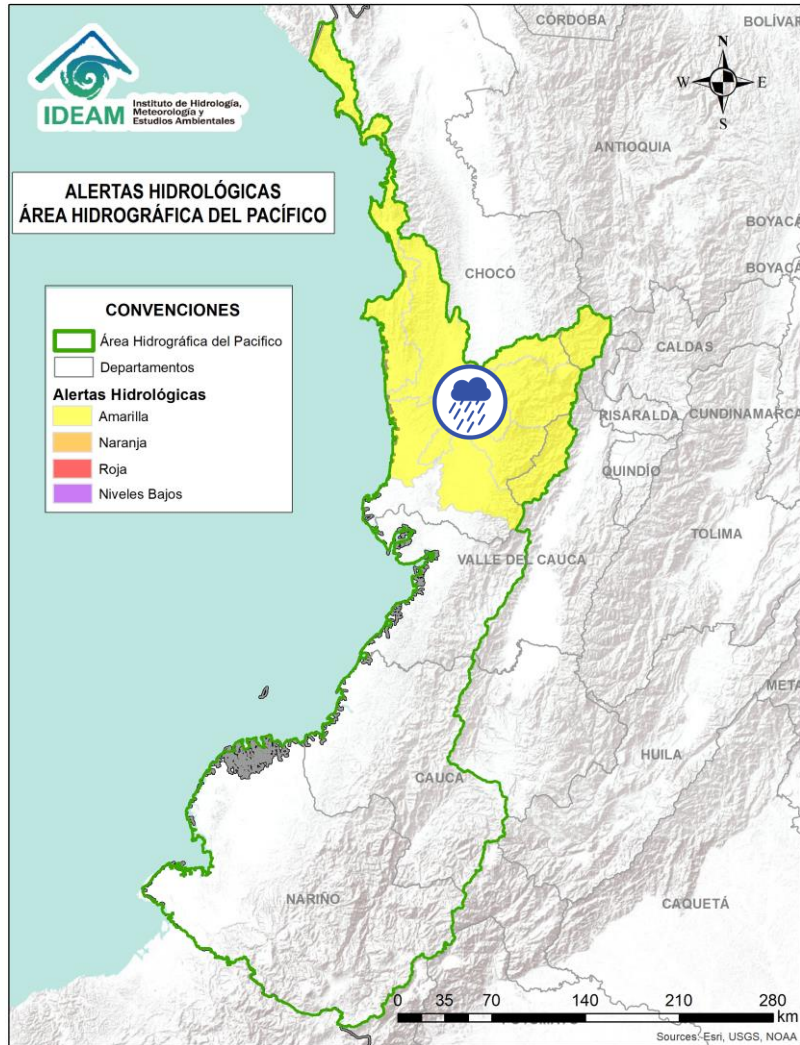 CÓRDOBA
BOLÍVAR
N
W
E
S
IDEAM
Instituto de Hidrología,
Meteorología y
Estudios Ambientales
ANTIOQUIA
ALERTAS HIDROLÓGICAS
ÁREA HIDROGRÁFICA DEL PACÍFICO
BOYACÁ
BOYACÁ
CHOCÓ
CONVENCIONES
Área Hidrográfica del Pacifico
Departamentos
Alertas Hidrológicas
Amarilla
Naranja
Roja
Niveles Bajos
CALDAS
RISARALDA
CUNDINAMARCA
QUINDÍO
TOLIMA
VALLE DEL CAUCA
META
HUILA
CAUCA
NARIÑO
CAQUETÁ
0 35 70 140 210 280
km
Sources: Esri, USGS, NOAA